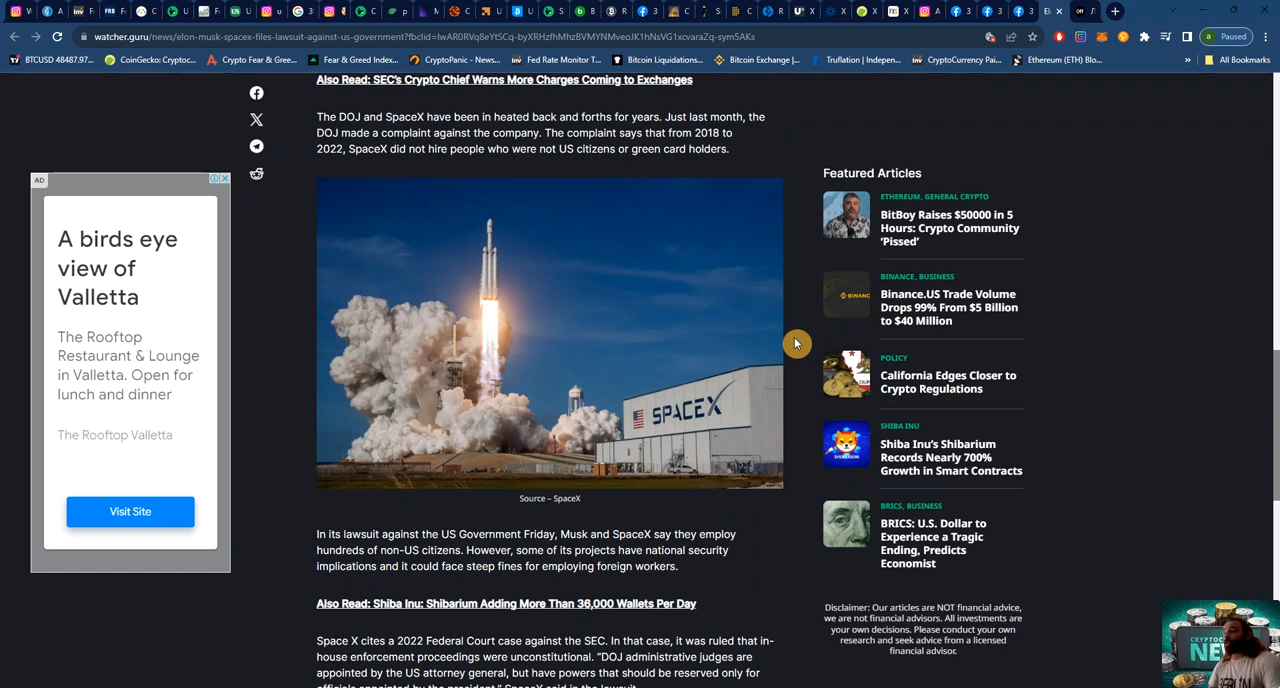 Paused
watcher.guru/news/elon-musk-spacex-files-lawsuit-against-us-government?fbclid=IwAR0RVq8eYtSCq-byXRHzfhMhzBVMYNMveoJK1hNsVG1xcvaraZq-sym5AKs
BTCUSD 48487.97...
CoinGecko: Cryptoc...
Crypto Fear & Gree...
Fear & Greed Index...
CryptoPanic - News...
Fed Rate Monitor T...
Bitcoin Liquidations...
Bitcoin Exchange |...
Truflation | Indepen...
CryptoCurrency Pai...
Ethereum (ETH) Blo...
All Bookmarks
Also Read: SEC's Crypto Chief Warns More Charges Coming to Exchanges
The DOJ and SpaceX have been in heated back and forths for years. Just last month, the
DOJ made a complaint against the company. The complaint says that from 2018 to
2022, SpaceX did not hire people who were not US citizens or green card holders.
SPACEX
Source – SpaceX
In its lawsuit against the US Government Friday, Musk and SpaceX say they employ
hundreds of non-US citizens. However, some of its projects have national security
implications and it could face steep fines for employing foreign workers.
Also Read: Shiba Inu: Shibarium Adding More Than 36,000 Wallets Per Day
Space X cites a 2022 Federal Court case against the SEC. In that case, it was ruled that in-
house enforcement proceedings were unconstitutional. "DOJ administrative judges are
appointed by the US attorney general, but have powers that should be reserved only for
AD
A birds eye
view of
Valletta
The Rooftop
Restaurant & Lounge
in Valletta. Open for
lunch and dinner
The Rooftop Valletta
Visit Site
Featured Articles
ETHEREUM, GENERAL CRYPTO
BitBoy Raises $50000 in 5
Hours: Crypto Community
'Pissed'
BINANCE, BUSINESS
Binance.US Trade Volume
Drops 99% From $5 Billion
to $40 Million
POLICY
California Edges Closer to
Crypto Regulations
SHIBA INU
Shiba Inu's Shibarium
Records Nearly 700%
Growth in Smart Contracts
BRICS, BUSINESS
BRICS: U.S. Dollar to
Experience a Tragic
Ending, Predicts
Economist
Disclaimer: Our articles are NOT financial advice,
we are not financial advisors. All investments are
your own decisions. Please conduct your own
research and seek advice from a licensed
financial advisor.